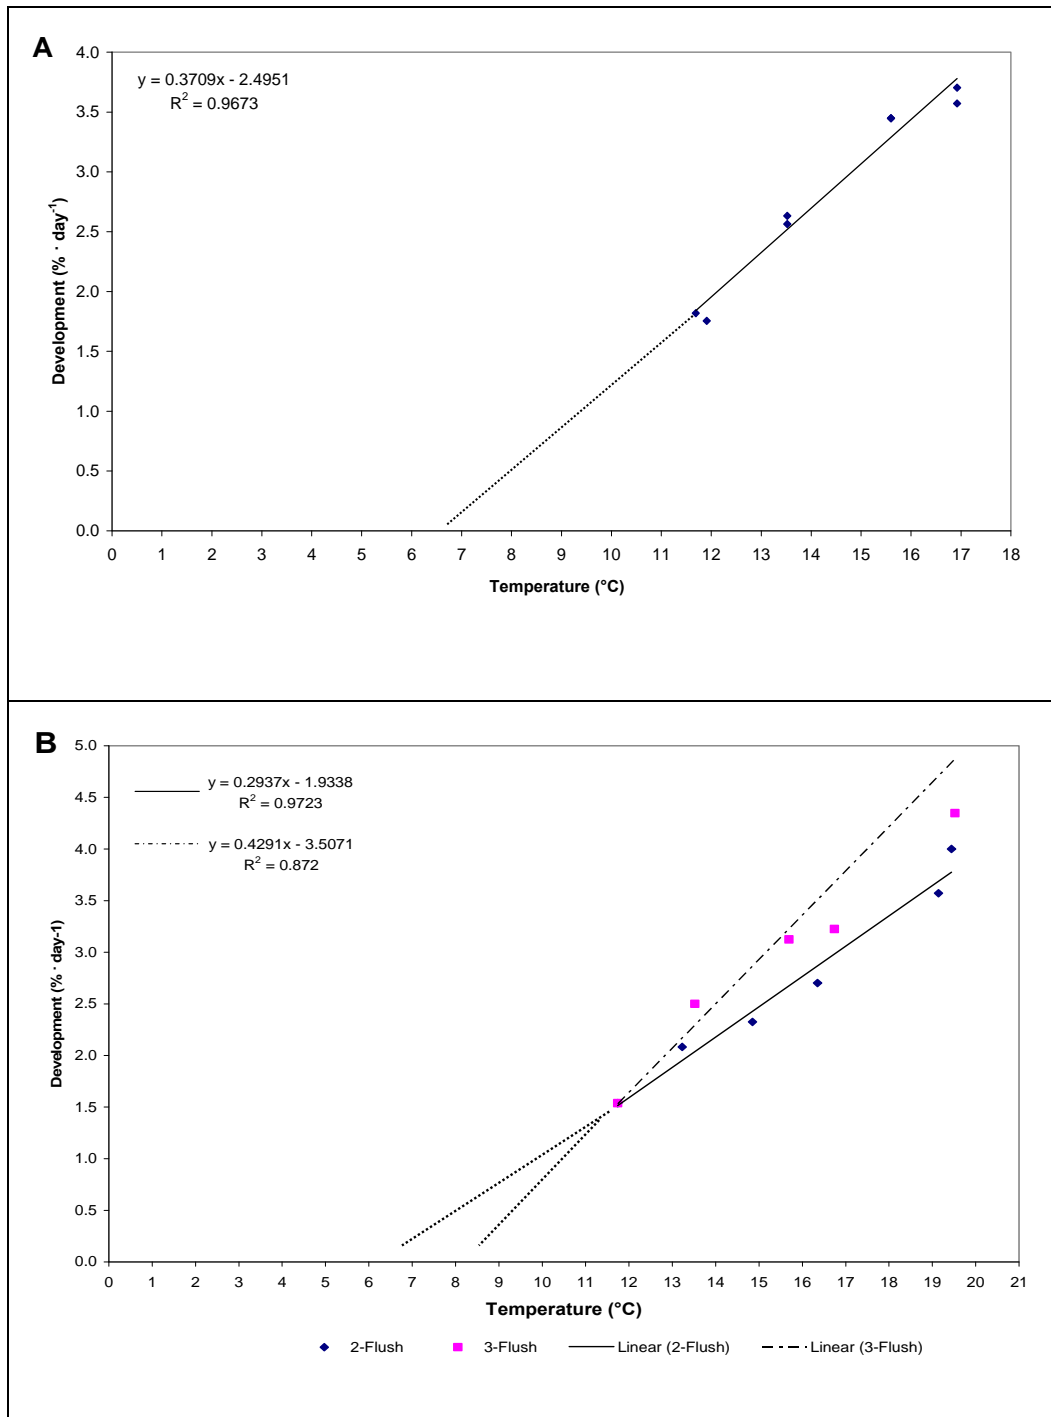 A
y = 0.3709x - 2.4951
R² = 0.9673
4.0
3.5
3.0
2.5
2.0
1.5
1.0
0.5
0.0
Development (% · day⁻¹)
0 1 2 3 4 5 6 7 8 9 10 11 12 13 14 15 16 17 18
Temperature (°C)
B
y = 0.2937x - 1.9338
R² = 0.9723
y = 0.4291x - 3.5071
R² = 0.872
5.0
4.5
4.0
3.5
3.0
2.5
2.0
1.5
1.0
0.5
0.0
Development (% · day-1)
0 1 2 3 4 5 6 7 8 9 10 11 12 13 14 15 16 17 18 19 20 21
Temperature (°C)
2-Flush 3-Flush Linear (2-Flush) Linear (3-Flush)